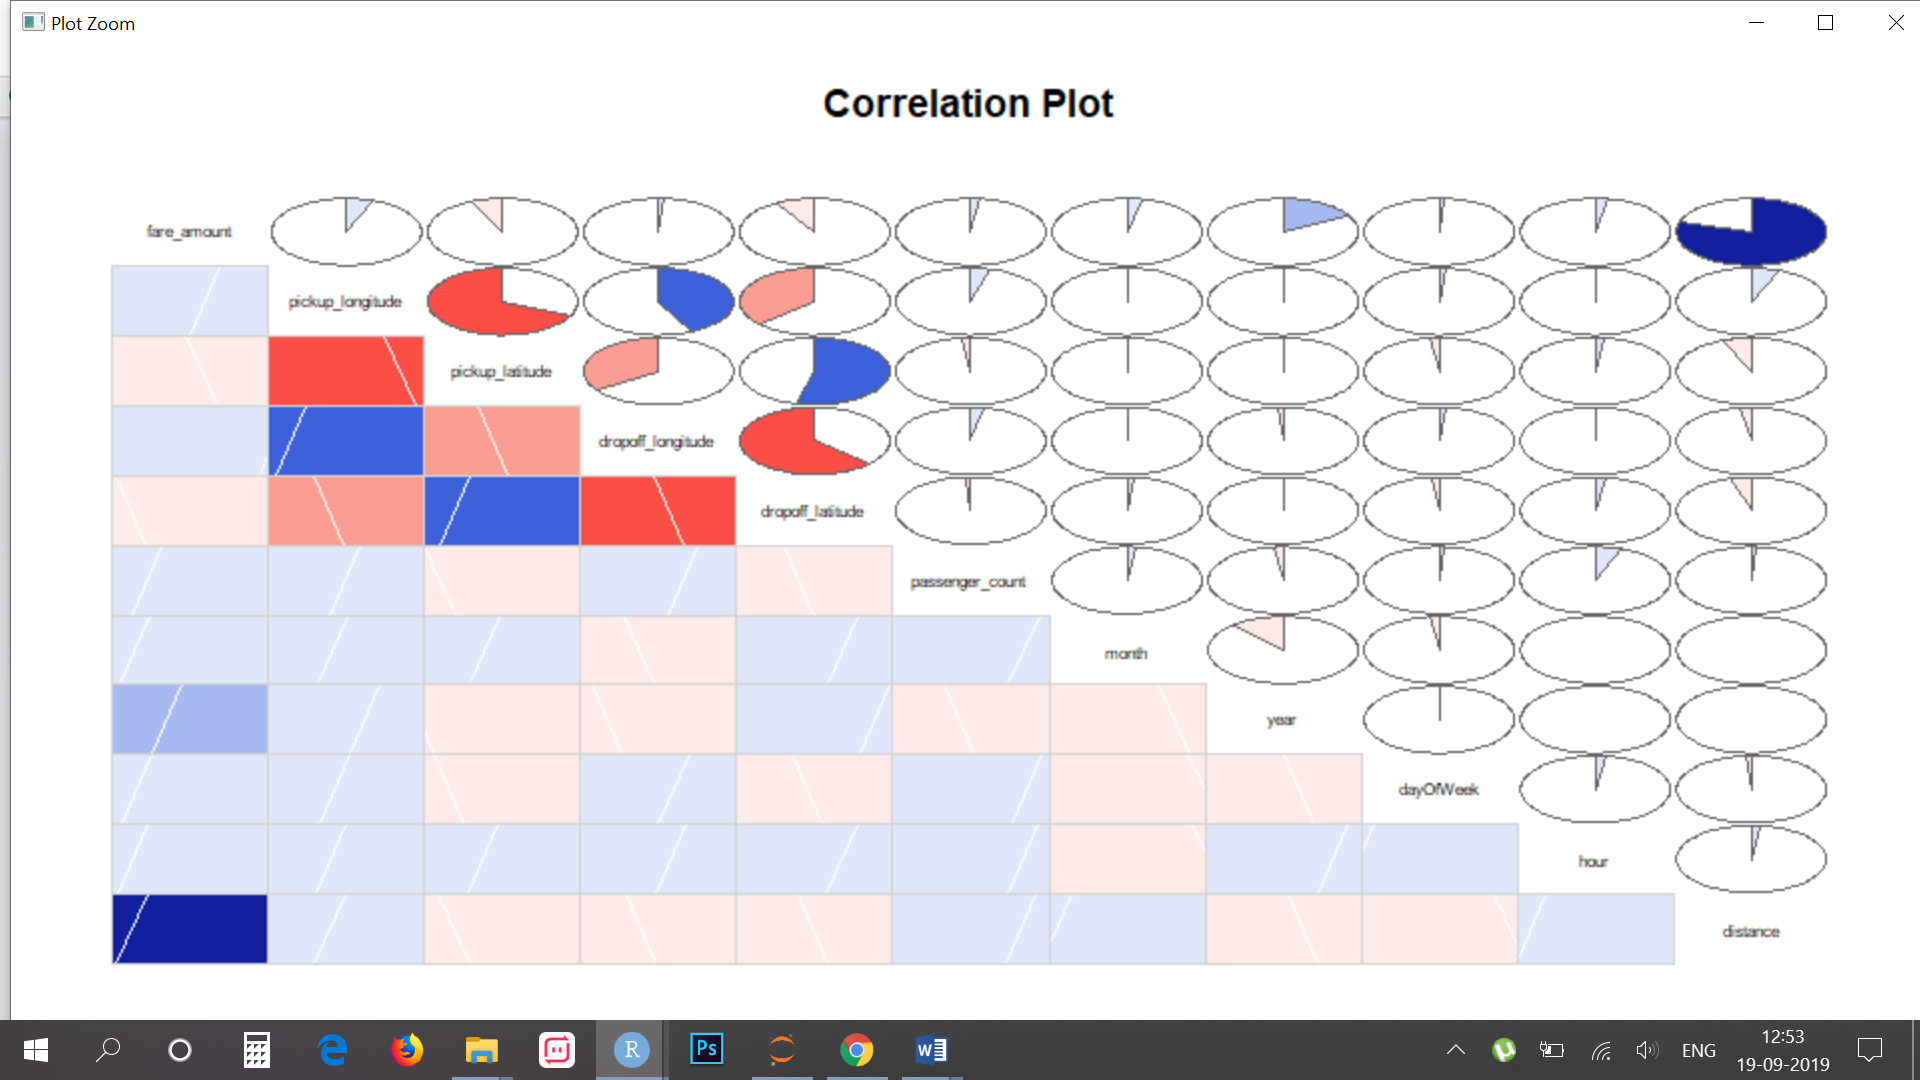 Plot Zoom
Correlation Plot
fare_amount
pickup_longitude
pickup_latitude
dropoff_longitude
dropoff_latitude
passenger_count
month
year
dayOfWeek
hour
distance
R
Ps
W
ENG
12:53
19-09-2019